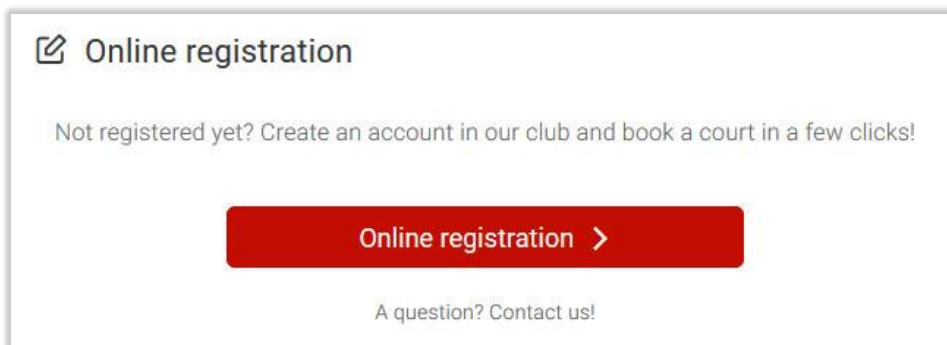 Online registration
Not registered yet? Create an account in our club and book a court in a few clicks!
Online registration
A question? Contact us!